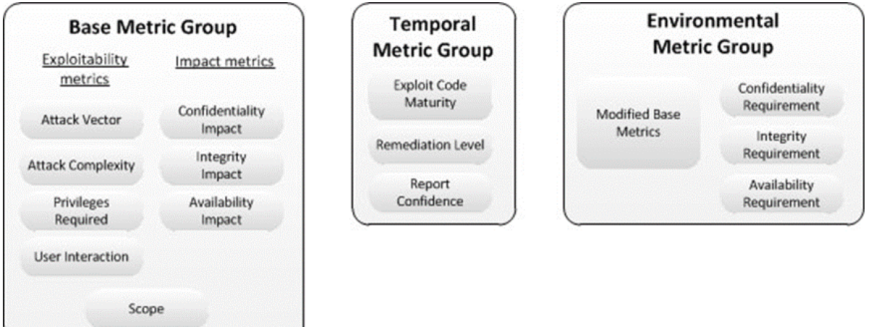 Base Metric Group
Exploitability
metrics
Impact metrics
Attack Vector
Confidentiality
Impact
Attack Complexity
Integrity
Impact
Privileges
Required
Availability
Impact
User Interaction
Scope
Temporal
Metric Group
Exploit Code
Maturity
Remediation Level
Report
Confidence
Environmental
Metric Group
Modified Base
Metrics
Confidentiality
Requirement
Integrity
Requirement
Availability
Requirement